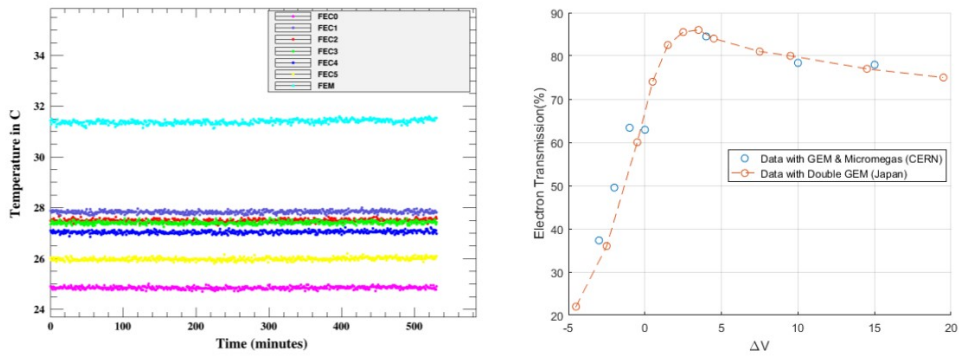 FEC0
FEC1
FEC2
FEC3
FEC4
FEC5
FEM
34
32
30
28
26
24
0 100 200 300 400 500
Temperature in C
Time (minutes)
90
80
70
60
50
40
30
20
-5 0 5 10 15 20
Electron Transmission(%)
ΔV
Data with GEM & Micromegas (CERN)
Data with Double GEM (Japan)